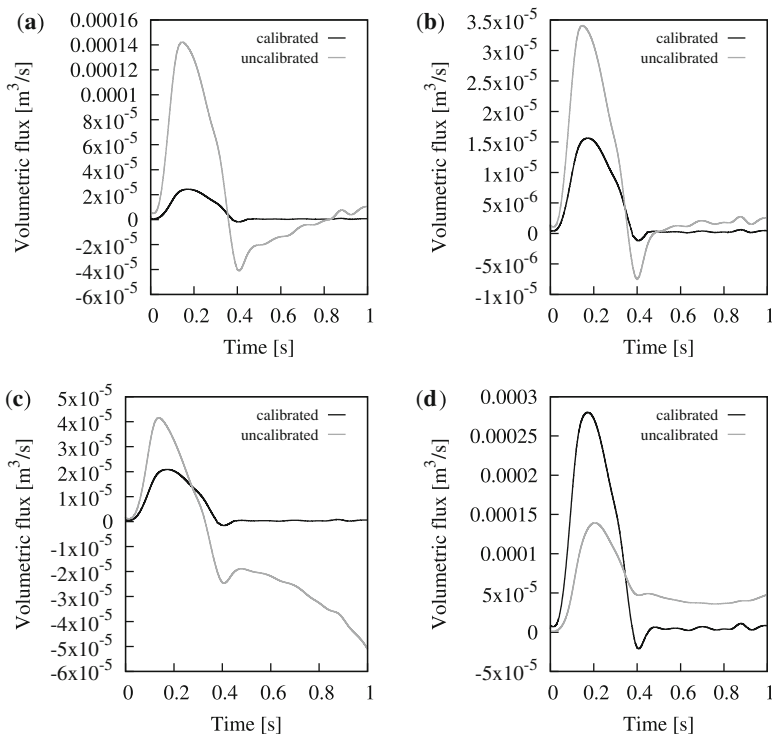 (a)
Volumetric flux [m³/s]
0.00016
0.00014
0.00012
0.0001
8x10⁻⁵
6x10⁻⁵
4x10⁻⁵
2x10⁻⁵
0
-2x10⁻⁵
-4x10⁻⁵
-6x10⁻⁵
calibrated
uncalibrated
0 0.2 0.4 0.6 0.8 1
Time [s]
(b)
Volumetric flux [m³/s]
3.5x10⁻⁵
3x10⁻⁵
2.5x10⁻⁵
2x10⁻⁵
1.5x10⁻⁵
1x10⁻⁵
5x10⁻⁶
0
-5x10⁻⁶
-1x10⁻⁵
calibrated
uncalibrated
0 0.2 0.4 0.6 0.8 1
Time [s]
(c)
Volumetric flux [m³/s]
5x10⁻⁵
4x10⁻⁵
3x10⁻⁵
2x10⁻⁵
1x10⁻⁵
0
-1x10⁻⁵
-2x10⁻⁵
-3x10⁻⁵
-4x10⁻⁵
-5x10⁻⁵
-6x10⁻⁵
calibrated
uncalibrated
0 0.2 0.4 0.6 0.8 1
Time [s]
(d)
Volumetric flux [m³/s]
0.0003
0.00025
0.0002
0.00015
0.0001
5x10⁻⁵
0
-5x10⁻⁵
calibrated
uncalibrated
0 0.2 0.4 0.6 0.8 1
Time [s]